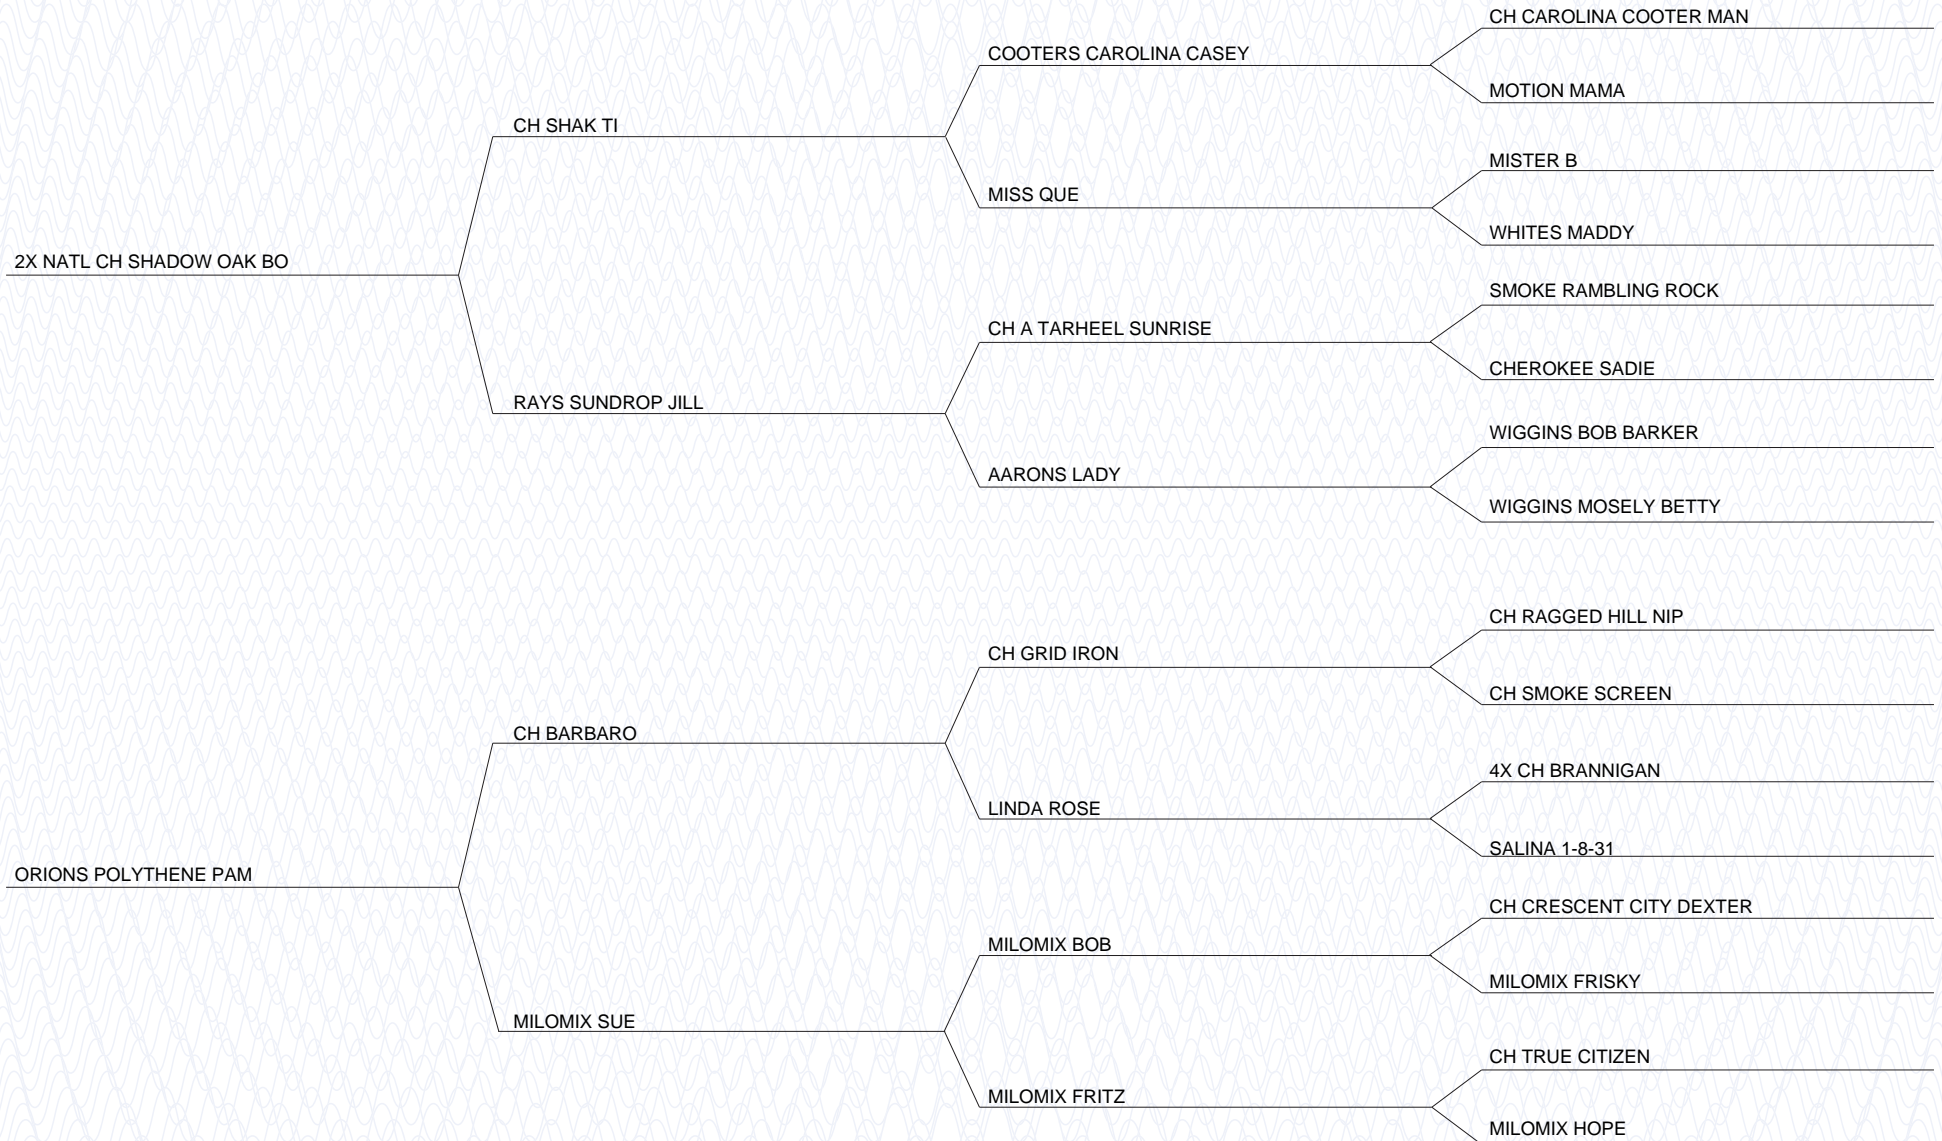 CH CAROLINA COOTER MAN
COOTERS CAROLINA CASEY
MOTION MAMA
CH SHAK TI
MISTER B
MISS QUE
WHITES MADDY
2X NATL CH SHADOW OAK BO
SMOKE RAMBLING ROCK
CH A TARHEEL SUNRISE
CHEROKEE SADIE
RAYS SUNDROP JILL
WIGGINS BOB BARKER
AARONS LADY
WIGGINS MOSELY BETTY
CH RAGGED HILL NIP
CH GRID IRON
CH SMOKE SCREEN
CH BARBARO
4X CH BRANNIGAN
LINDA ROSE
SALINA 1-8-31
ORIONS POLYTHENE PAM
CH CRESCENT CITY DEXTER
MILOMIX BOB
MILOMIX FRISKY
MILOMIX SUE
CH TRUE CITIZEN
MILOMIX FRITZ
MILOMIX HOPE